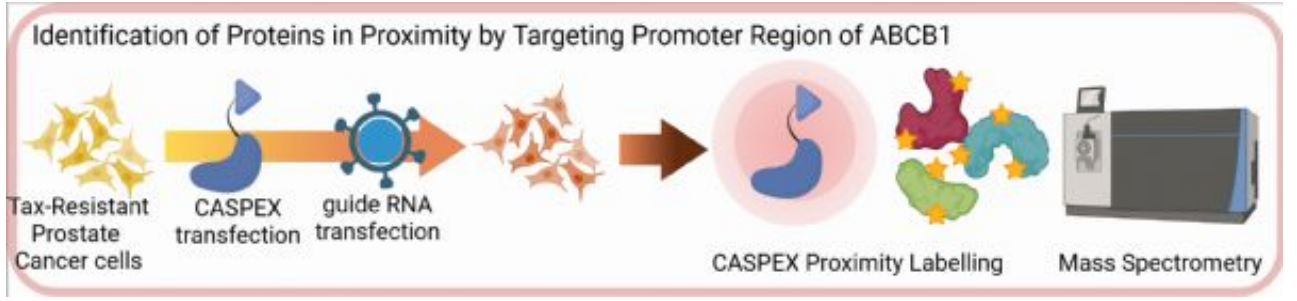 Identification of Proteins in Proximity by Targeting Promoter Region of ABCB1
Tax-Resistant
Prostate
Cancer cells
CASPEX
transfection
guide RNA
transfection
CASPEX Proximity Labelling
Mass Spectrometry